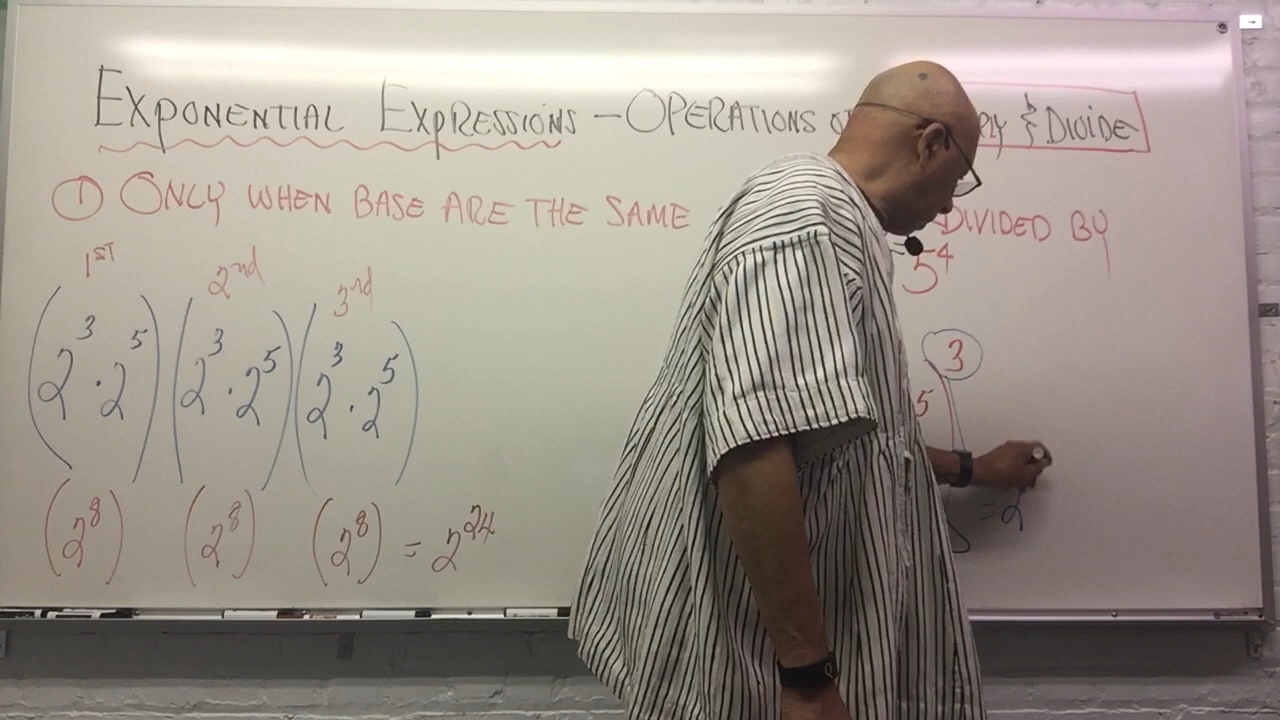 EXPONENTIAL EXPRESSIONS - OPERATIONS & DIVIDE
① ONLY WHEN BASE ARE THE SAME DIVIDED BY
1ST 2nd 3rd 5⁴
(2³ · 2⁵) (2³ · 2⁵) (2³ · 2⁵) 3
5
(2⁸) (2⁸) (2⁸) = 2²⁴ = 2